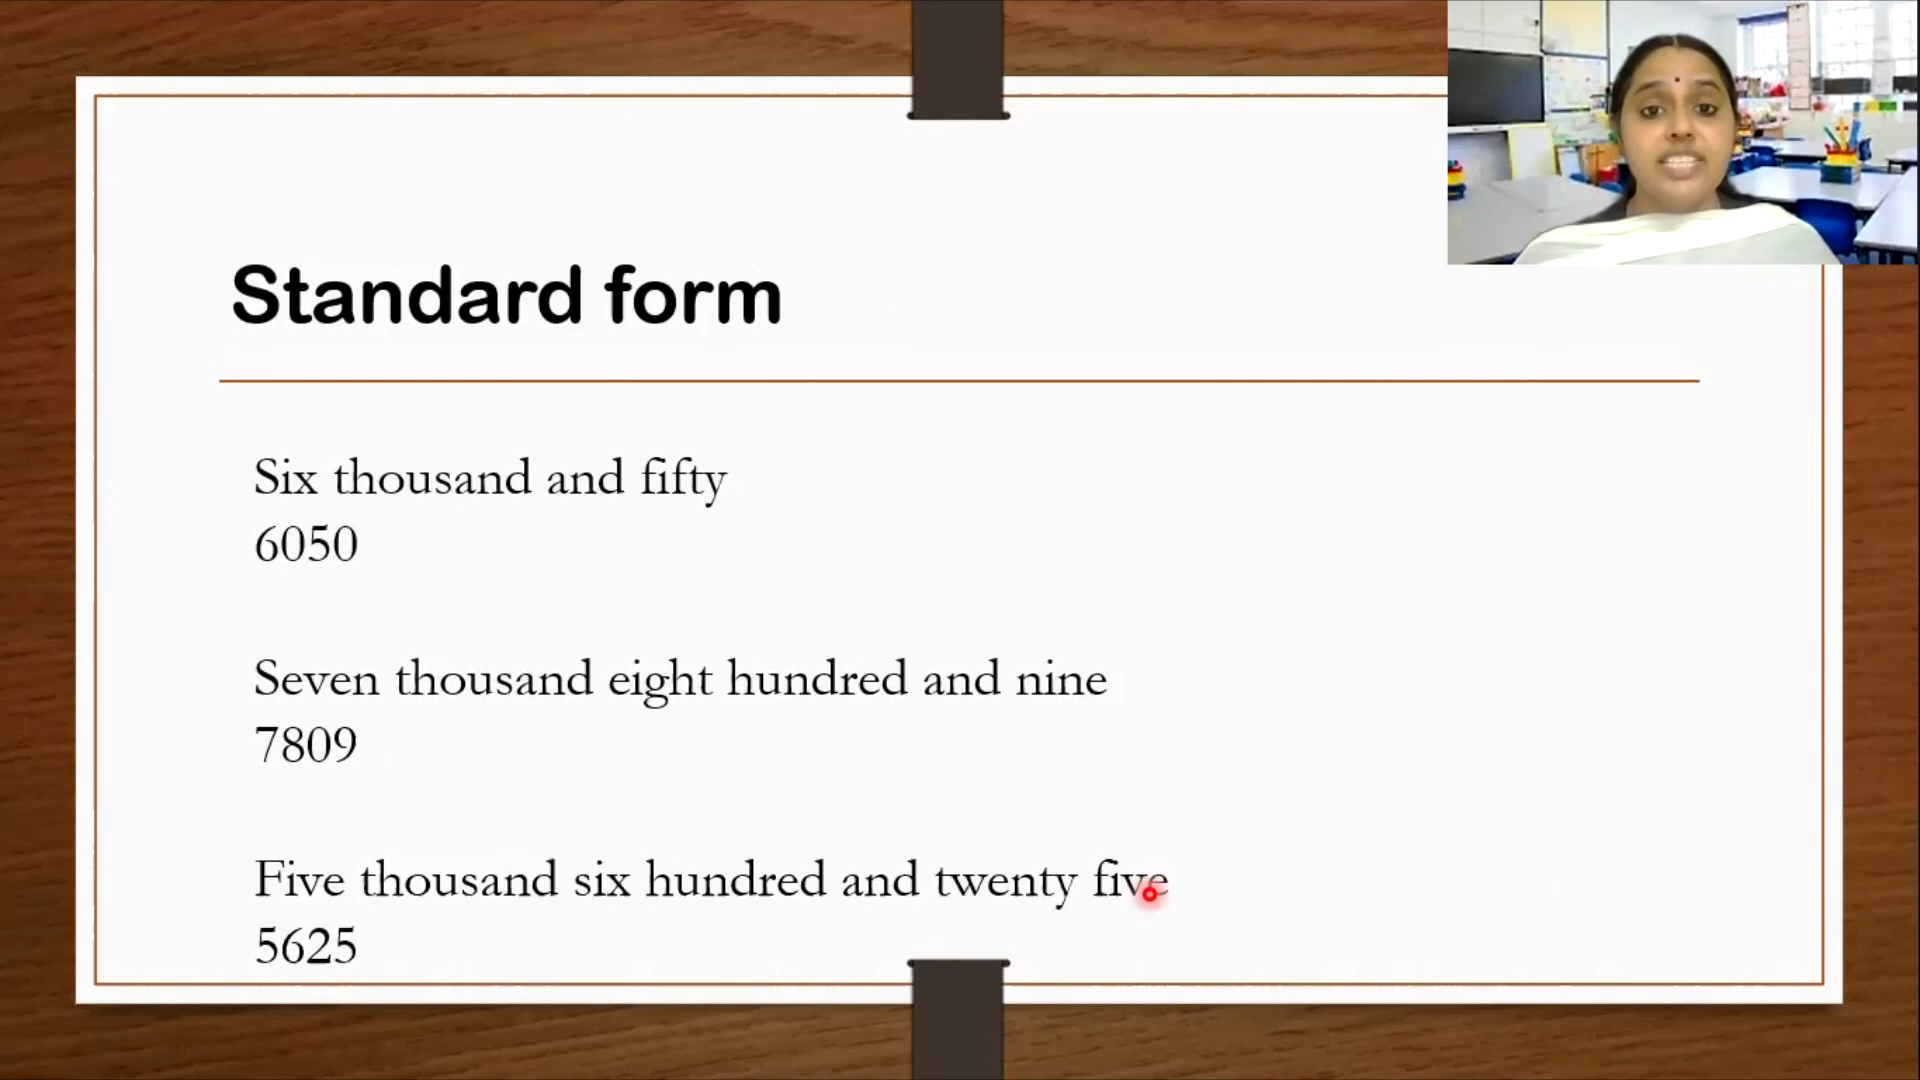 Standard form
Six thousand and fifty
6050
Seven thousand eight hundred and nine
7809
Five thousand six hundred and twenty five
5625